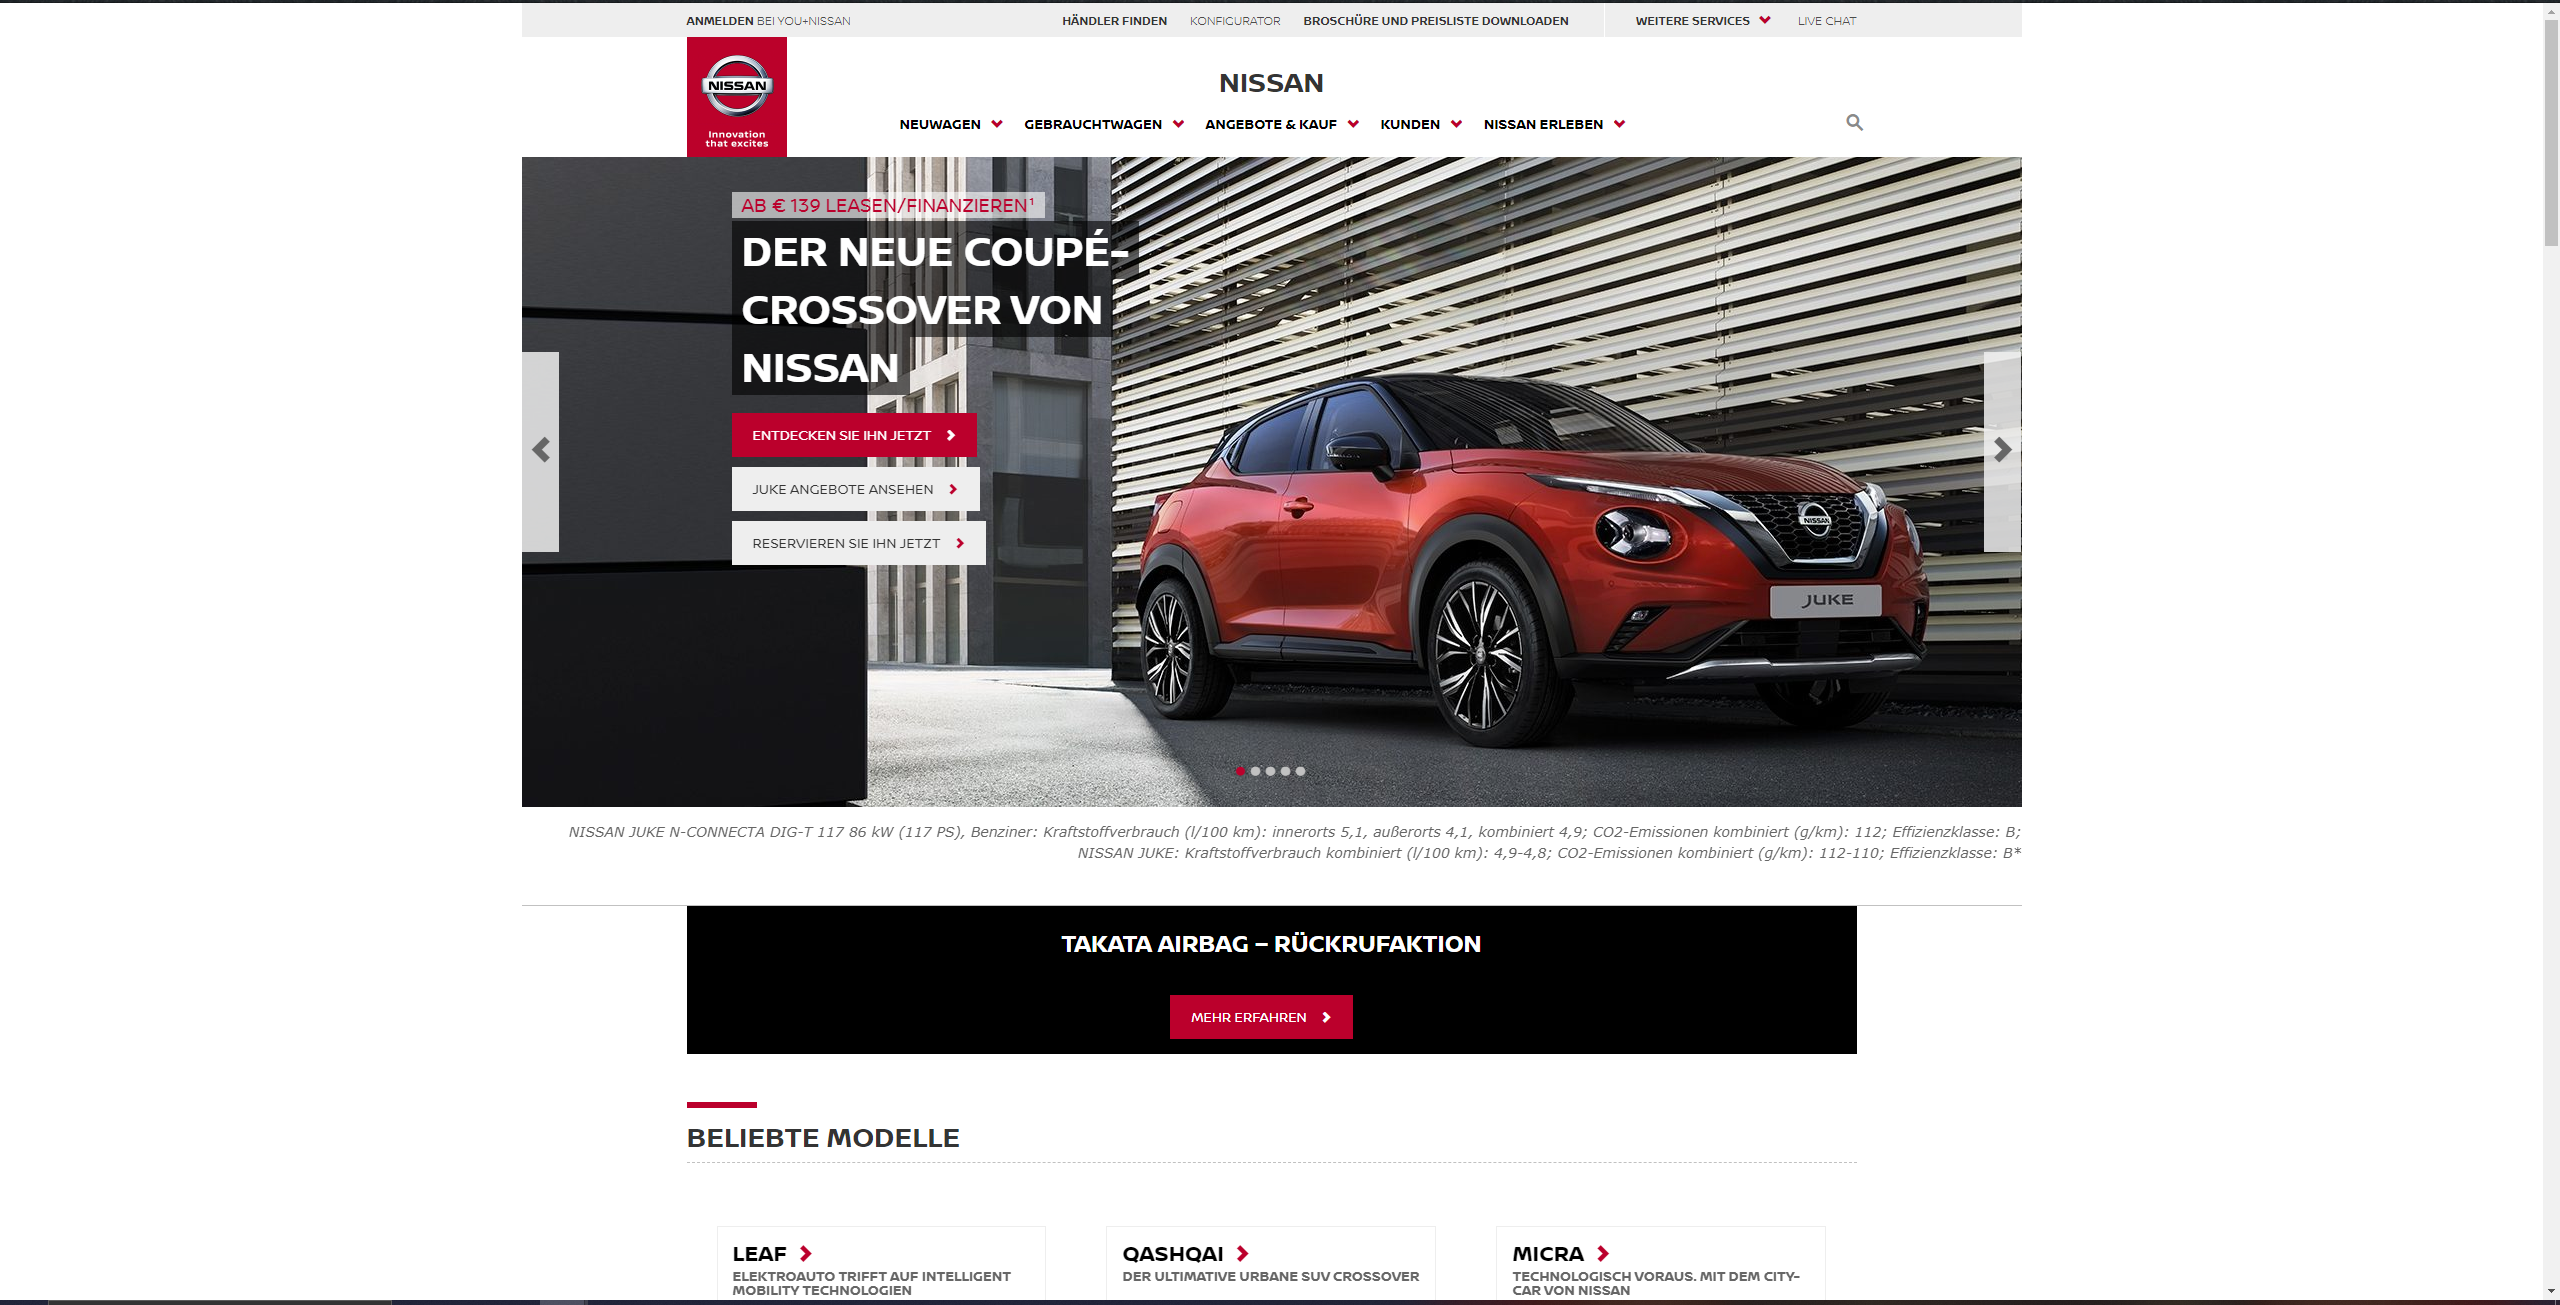 ANMELDEN BEI YOU+NISSAN
HÄNDLER FINDEN
KONFIGURATOR
BROSCHÜRE UND PREISLISTE DOWNLOADEN
WEITERE SERVICES
LIVE CHAT
NISSAN
Innovation
that excites
NISSAN
NEUWAGEN
GEBRAUCHTWAGEN
ANGEBOTE & KAUF
KUNDEN
NISSAN ERLEBEN
AB € 139 LEASEN/FINANZIEREN¹
DER NEUE COUPÉ-
CROSSOVER VON
NISSAN
ENTDECKEN SIE IHN JETZT
JUKE ANGEBOTE ANSEHEN
RESERVIEREN SIE IHN JETZT
NISSAN
JUKE
NISSAN JUKE N-CONNECTA DIG-T 117 86 kW (117 PS), Benziner: Kraftstoffverbrauch (l/100 km): innerorts 5,1, außerorts 4,1, kombiniert 4,9; CO2-Emissionen kombiniert (g/km): 112; Effizienzklasse: B;
NISSAN JUKE: Kraftstoffverbrauch kombiniert (l/100 km): 4,9-4,8; CO2-Emissionen kombiniert (g/km): 112-110; Effizienzklasse: B*
TAKATA AIRBAG – RÜCKRUFAKTION
MEHR ERFAHREN
BELIEBTE MODELLE
LEAF
ELEKTROAUTO TRIFFT AUF INTELLIGENT
MOBILITY TECHNOLOGIEN
QASHQAI
DER ULTIMATIVE URBANE SUV CROSSOVER
MICRA
TECHNOLOGISCH VORAUS. MIT DEM CITY-
CAR VON NISSAN